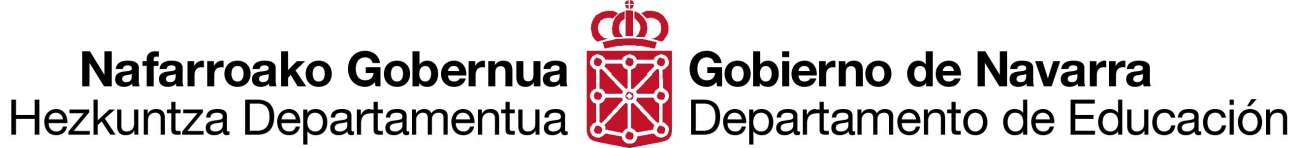 Nafarroako Gobernua
Hezkuntza Departamentua
Gobierno de Navarra
Departamento de Educación